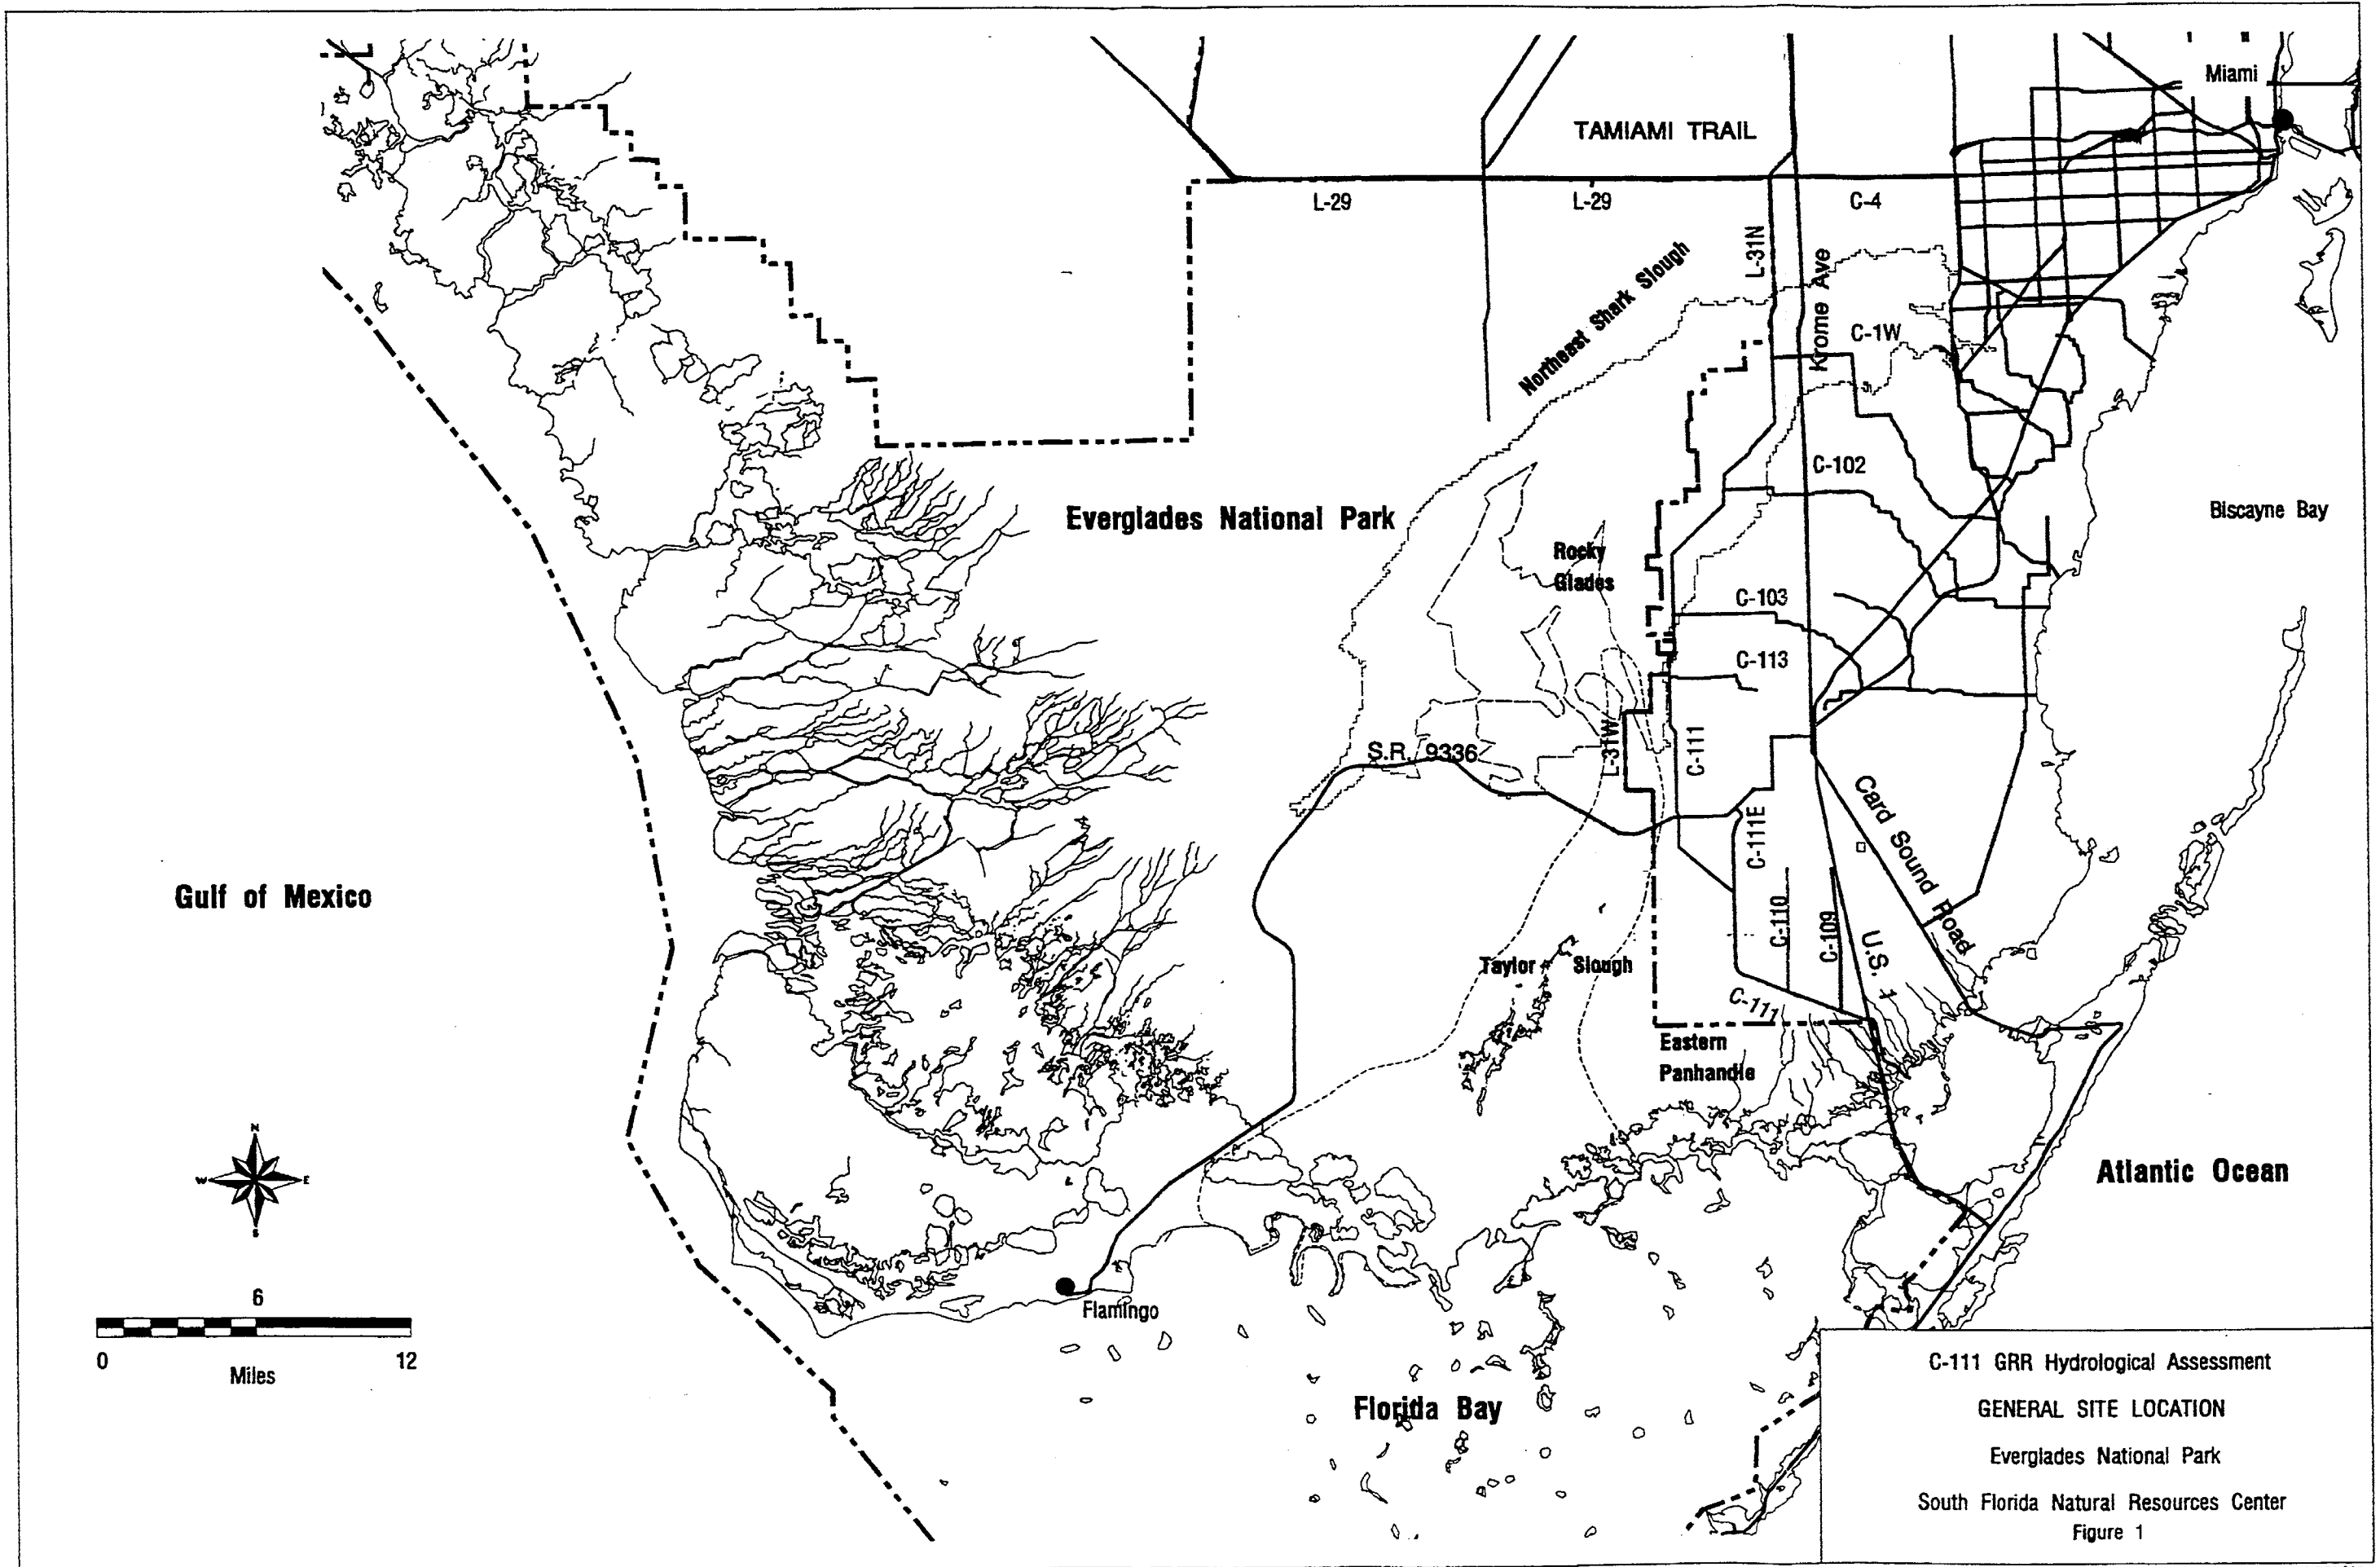 Miami
TAMIAMI TRAIL
L-29
L-29
C-4
L-31N
Krome Ave
Northeast Shark Slough
C-1W
C-102
Everglades National Park
Biscayne Bay
Rocky
Glades
C-103
C-113
L-31W
C-111
S.R. 9336
Card Sound Road
C-111E
Gulf of Mexico
C-110
C-109
U.S. 1
Taylor Slough
C-111
Eastern
Panhandle
N
W E
S
Atlantic Ocean
6
0 12
Miles
Flamingo
Florida Bay
C-111 GRR Hydrological Assessment
GENERAL SITE LOCATION
Everglades National Park
South Florida Natural Resources Center
Figure 1